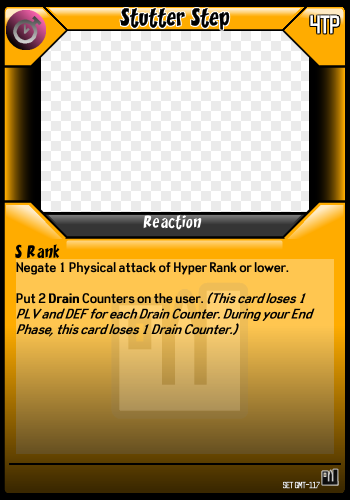 Stutter Step
4TP
Reaction
S Rank
Negate 1 Physical attack of Hyper Rank or lower.
Put 2 Drain Counters on the user. (This card loses 1
PLV and DEF for each Drain Counter. During your End
Phase, this card loses 1 Drain Counter.)
SET GMT-117